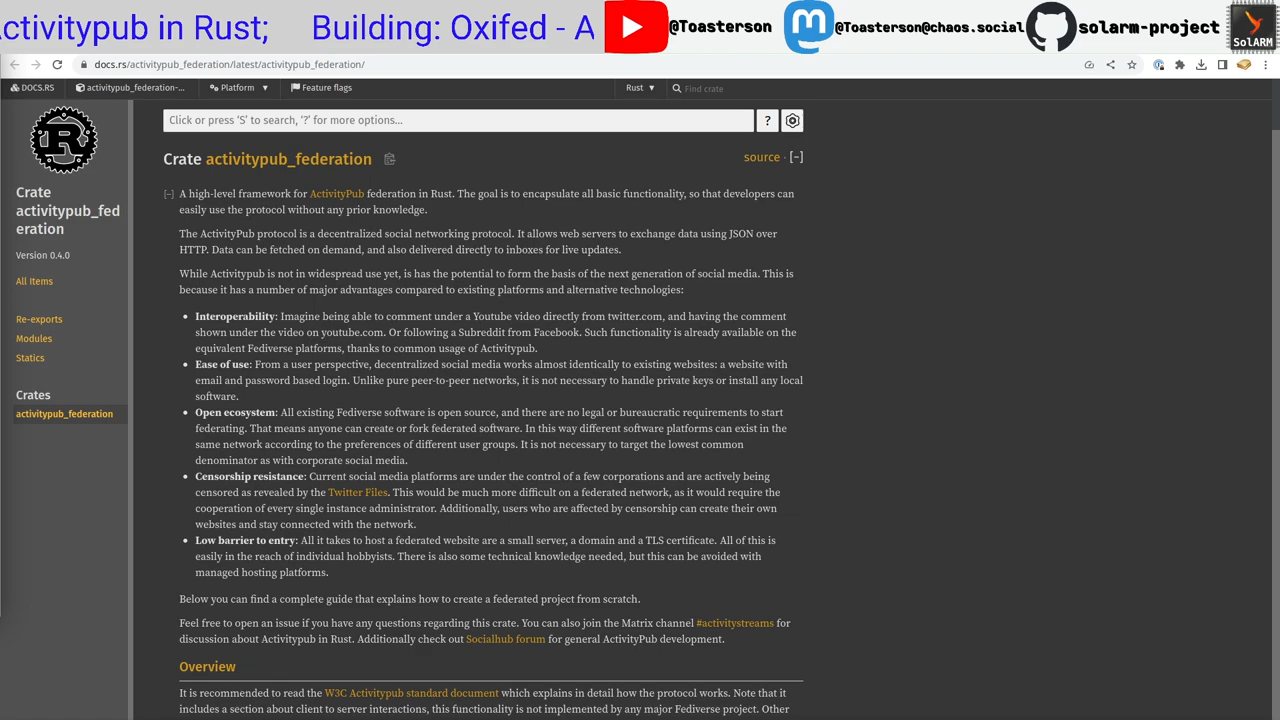 Activitypub in Rust;     Building: Oxifed - A
@Toasterson
@Toasterson@chaos.social
solarm-project
SolARM
docs.rs/activitypub_federation/latest/activitypub_federation/
DOCS.RS
activitypub_federation-...
Platform
Feature flags
Rust
Find crate
Click or press ‘S’ to search, ‘?’ for more options…
?
Crate activitypub_federation
source · [−]
Crate
activitypub_fed
eration
Version 0.4.0
All Items
Re-exports
Modules
Statics
Crates
activitypub_federation
[−] A high-level framework for ActivityPub federation in Rust. The goal is to encapsulate all basic functionality, so that developers can
easily use the protocol without any prior knowledge.
The ActivityPub protocol is a decentralized social networking protocol. It allows web servers to exchange data using JSON over
HTTP. Data can be fetched on demand, and also delivered directly to inboxes for live updates.
While Activitypub is not in widespread use yet, is has the potential to form the basis of the next generation of social media. This is
because it has a number of major advantages compared to existing platforms and alternative technologies:
• Interoperability: Imagine being able to comment under a Youtube video directly from twitter.com, and having the comment
shown under the video on youtube.com. Or following a Subreddit from Facebook. Such functionality is already available on the
equivalent Fediverse platforms, thanks to common usage of Activitypub.
• Ease of use: From a user perspective, decentralized social media works almost identically to existing websites: a website with
email and password based login. Unlike pure peer-to-peer networks, it is not necessary to handle private keys or install any local
software.
• Open ecosystem: All existing Fediverse software is open source, and there are no legal or bureaucratic requirements to start
federating. That means anyone can create or fork federated software. In this way different software platforms can exist in the
same network according to the preferences of different user groups. It is not necessary to target the lowest common
denominator as with corporate social media.
• Censorship resistance: Current social media platforms are under the control of a few corporations and are actively being
censored as revealed by the Twitter Files. This would be much more difficult on a federated network, as it would require the
cooperation of every single instance administrator. Additionally, users who are affected by censorship can create their own
websites and stay connected with the network.
• Low barrier to entry: All it takes to host a federated website are a small server, a domain and a TLS certificate. All of this is
easily in the reach of individual hobbyists. There is also some technical knowledge needed, but this can be avoided with
managed hosting platforms.
Below you can find a complete guide that explains how to create a federated project from scratch.
Feel free to open an issue if you have any questions regarding this crate. You can also join the Matrix channel #activitystreams for
discussion about Activitypub in Rust. Additionally check out Socialhub forum for general ActivityPub development.
Overview
It is recommended to read the W3C Activitypub standard document which explains in detail how the protocol works. Note that it
includes a section about client to server interactions, this functionality is not implemented by any major Fediverse project. Other